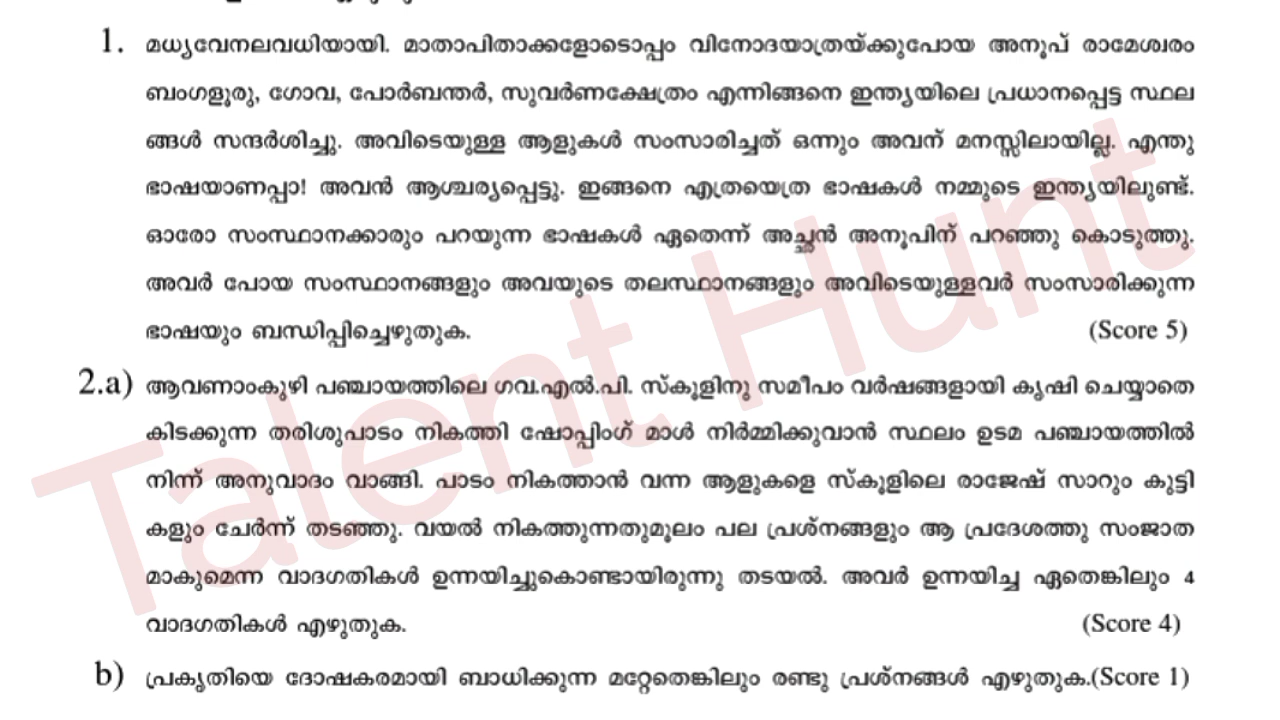 1. മധ്യവേനലവധിയായി. മാതാപിതാക്കളോടൊപ്പം വിനോദയാത്രയ്ക്കുപോയ അനൂപ് രാമേശ്വരം
ബംഗളൂരു, ഗോവ, പോർബന്തർ, സുവർണക്ഷേത്രം എന്നിങ്ങനെ ഇന്ത്യയിലെ പ്രധാനപ്പെട്ട സ്ഥല
ങ്ങൾ സന്ദർശിച്ചു. അവിടെയുള്ള ആളുകൾ സംസാരിച്ചത് ഒന്നും അവന് മനസ്സിലായില്ല. എന്തു
ഭാഷയാണപ്പാ! അവൻ ആശ്ചര്യപ്പെട്ടു. ഇങ്ങനെ എത്രയെത്ര ഭാഷകൾ നമ്മുടെ ഇന്ത്യയിലുണ്ട്.
ഓരോ സംസ്ഥാനക്കാരും പറയുന്ന ഭാഷകൾ ഏതെന്ന് അച്ഛൻ അനൂപിന് പറഞ്ഞു കൊടുത്തു.
അവർ പോയ സംസ്ഥാനങ്ങളും അവയുടെ തലസ്ഥാനങ്ങളും അവിടെയുള്ളവർ സംസാരിക്കുന്ന
ഭാഷയും ബന്ധിപ്പിച്ചെഴുതുക. (Score 5)
2.a) ആവണാംകുഴി പഞ്ചായത്തിലെ ഗവ.എൽ.പി. സ്കൂളിനു സമീപം വർഷങ്ങളായി കൃഷി ചെയ്യാതെ
കിടക്കുന്ന തരിശുപാടം നികത്തി ഷോപ്പിംഗ് മാൾ നിർമ്മിക്കുവാൻ സ്ഥലം ഉടമ പഞ്ചായത്തിൽ
നിന്ന് അനുവാദം വാങ്ങി. പാടം നികത്താൻ വന്ന ആളുകളെ സ്കൂളിലെ രാജേഷ് സാറും കുട്ടി
കളും ചേർന്ന് തടഞ്ഞു. വയൽ നികത്തുന്നതുമൂലം പല പ്രശ്നങ്ങളും ആ പ്രദേശത്തു സംജാത
മാകുമെന്ന വാദഗതികൾ ഉന്നയിച്ചുകൊണ്ടായിരുന്നു തടയൽ. അവർ ഉന്നയിച്ച ഏതെങ്കിലും 4
വാദഗതികൾ എഴുതുക. (Score 4)
b) പ്രകൃതിയെ ദോഷകരമായി ബാധിക്കുന്ന മറ്റേതെങ്കിലും രണ്ടു പ്രശ്നങ്ങൾ എഴുതുക.(Score 1)
Talent Hunt